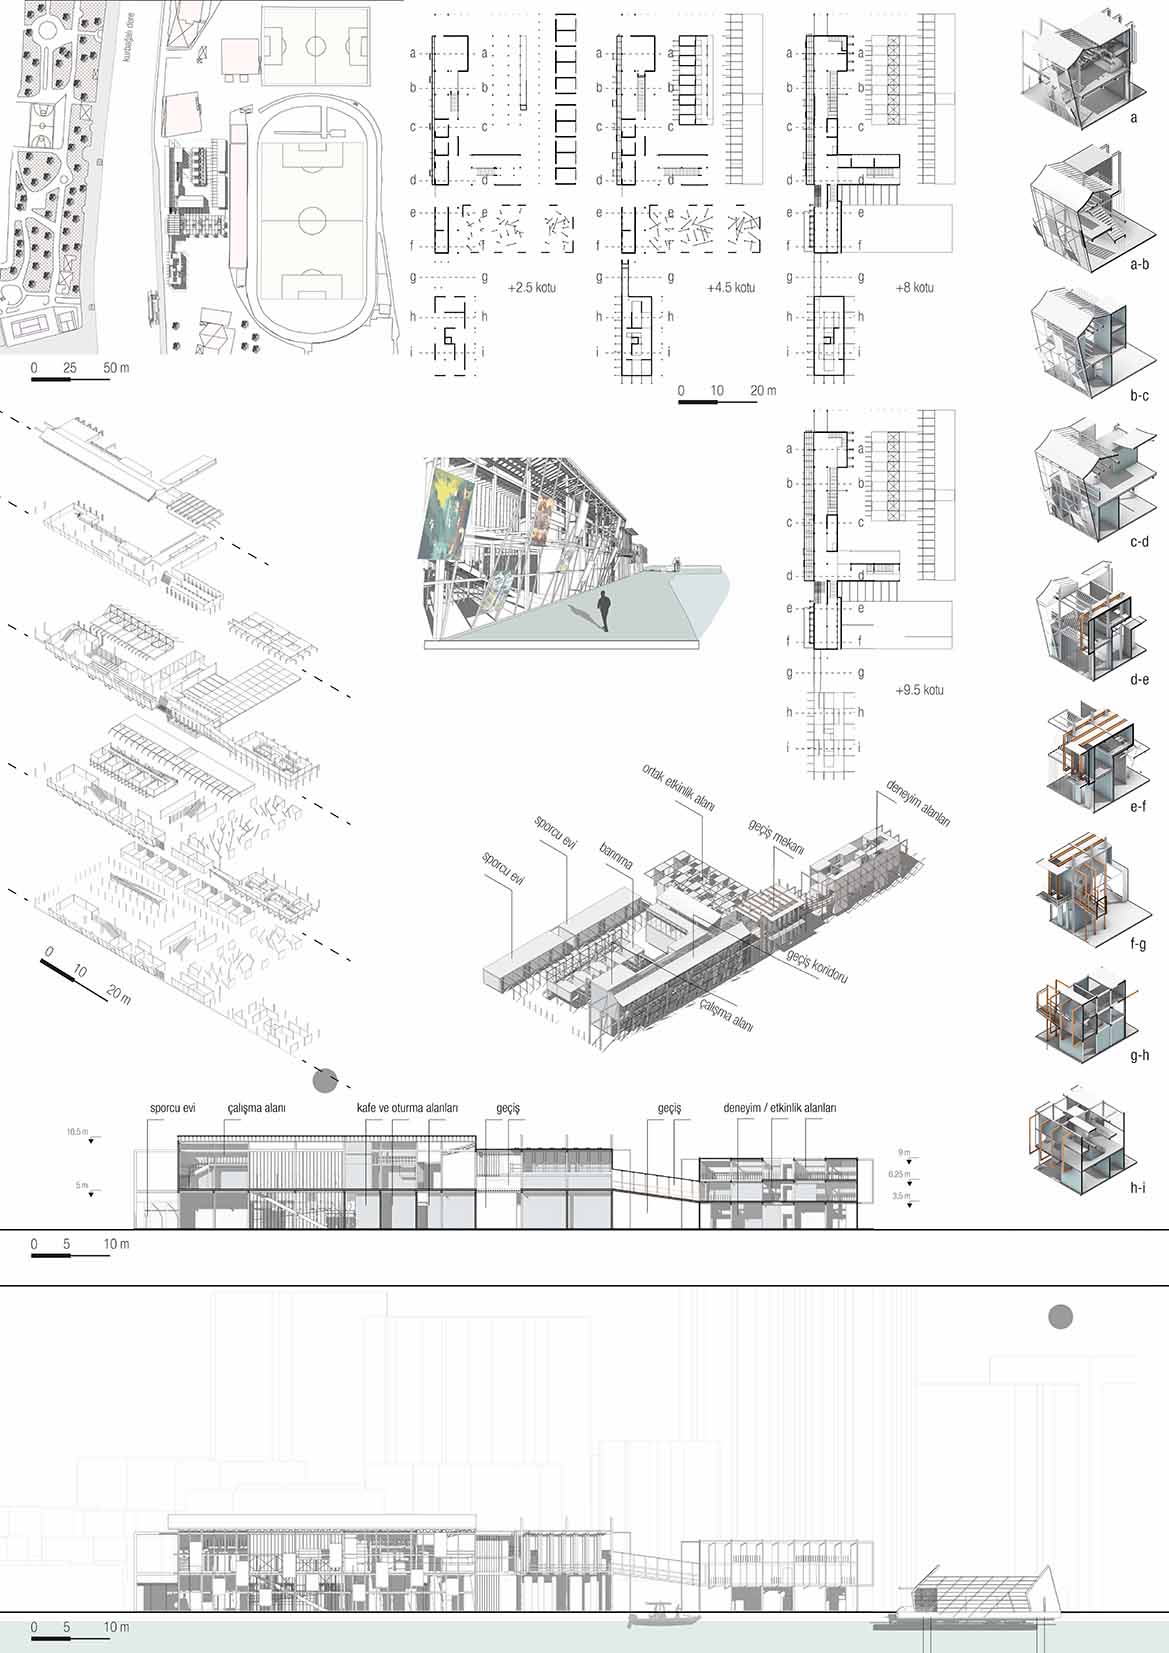 kurbağalı dere
0 25 50 m
a a a
b b b
c c c
d d d
e e e
f f f
g g g
h h h
i i i
+2.5 kotu
+4.5 kotu
+8 kotu
0 10 20 m
a a
b b
c c
d d
e e
f f
g g
h h
i i
+9.5 kotu
a
a-b
b-c
c-d
d-e
e-f
f-g
g-h
h-i
0 10 20 m
sporcu evi
sporcu evi
barınma
ortak etkinlik alanı
geçiş mekanı
deneyim alanları
geçiş koridoru
çalışma alanı
sporcu evi
çalışma alanı
kafe ve oturma alanları
geçiş
geçiş
deneyim / etkinlik alanları
5 m
9 m
6.25 m
3.5 m
0 5 10 m
0 5 10 m